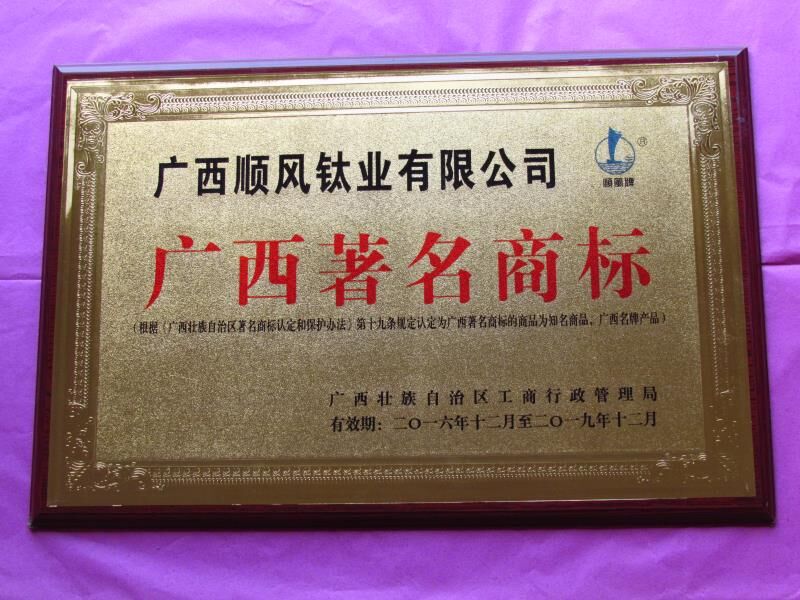 广西顺风钛业有限公司
®
順風牌
广西著名商标
（根据《广西壮族自治区著名商标认定和保护办法》第十九条规定认定为广西著名商标的商品为知名商品、广西名牌产品）
广西壮族自治区工商行政管理局
有效期：二〇一六年十二月至二〇一九年十二月